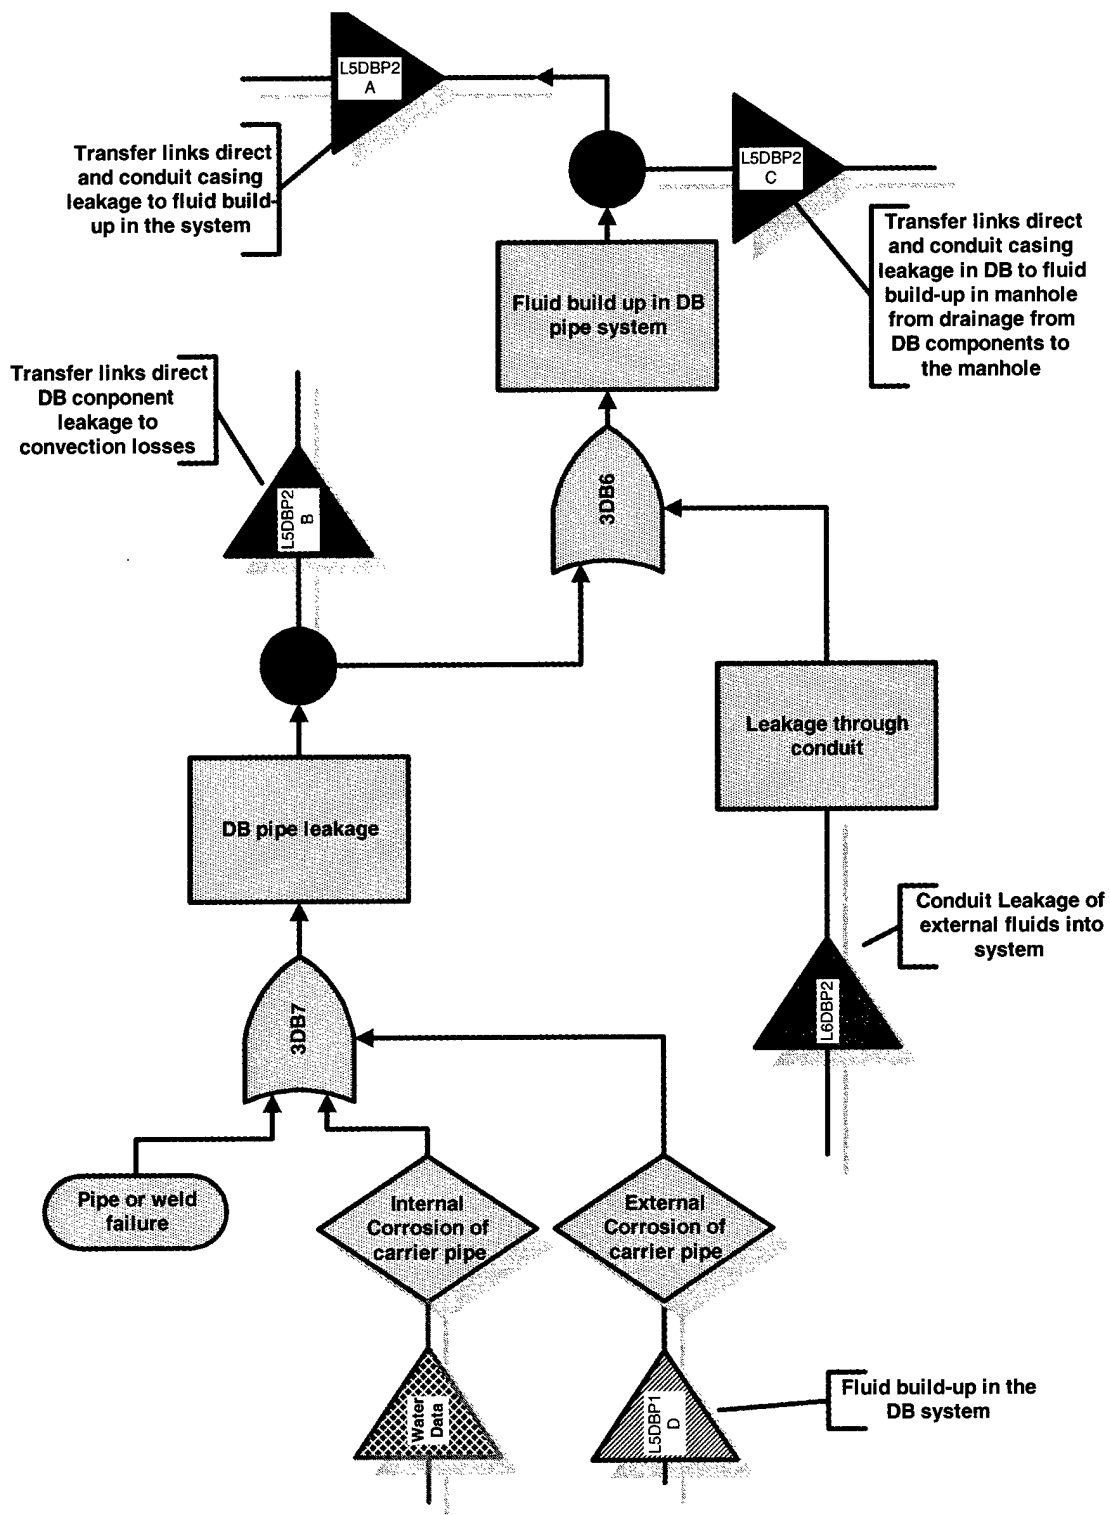 L5DBP2
A
Transfer links direct
and conduit casing
leakage to fluid build-
up in the system
L5DBP2
C
Transfer links direct
and conduit casing
leakage in DB to fluid
build-up in manhole
from drainage from
DB components to
the manhole
Fluid build up in DB
pipe system
Transfer links direct
DB conponent
leakage to
convection losses
L5DBP2
B
3DB6
Leakage through
conduit
DB pipe leakage
Conduit Leakage of
external fluids into
system
L6DBP2
3DB7
Pipe or weld
failure
Internal
Corrosion of
carrier pipe
External
Corrosion of
carrier pipe
Water
Data
L5DBP1
D
Fluid build-up in the
DB system